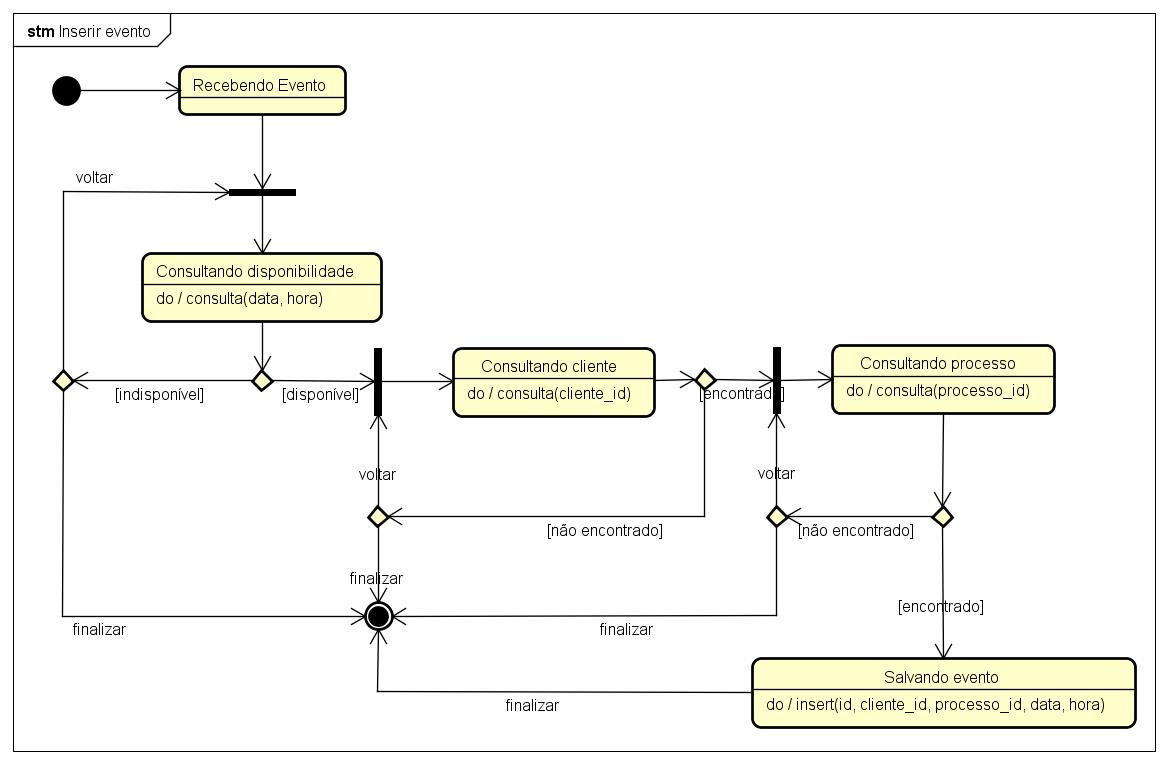 stm Inserir evento
Recebendo Evento
voltar
Consultando disponibilidade
do / consulta(data, hora)
[indisponível]
[disponível]
Consultando cliente
do / consulta(cliente_id)
[encontrado]
Consultando processo
do / consulta(processo_id)
voltar
voltar
[não encontrado]
[não encontrado]
finalizar
[encontrado]
finalizar
finalizar
Salvando evento
do / insert(id, cliente_id, processo_id, data, hora)
finalizar